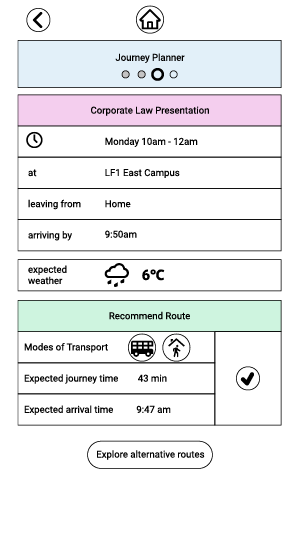 Journey Planner
Corporate Law Presentation
Monday 10am - 12am
at LF1 East Campus
leaving from Home
arriving by 9:50am
expected
weather
6°C
Recommend Route
Modes of Transport
Expected journey time 43 min
Expected arrival time 9:47 am
Explore alternative routes